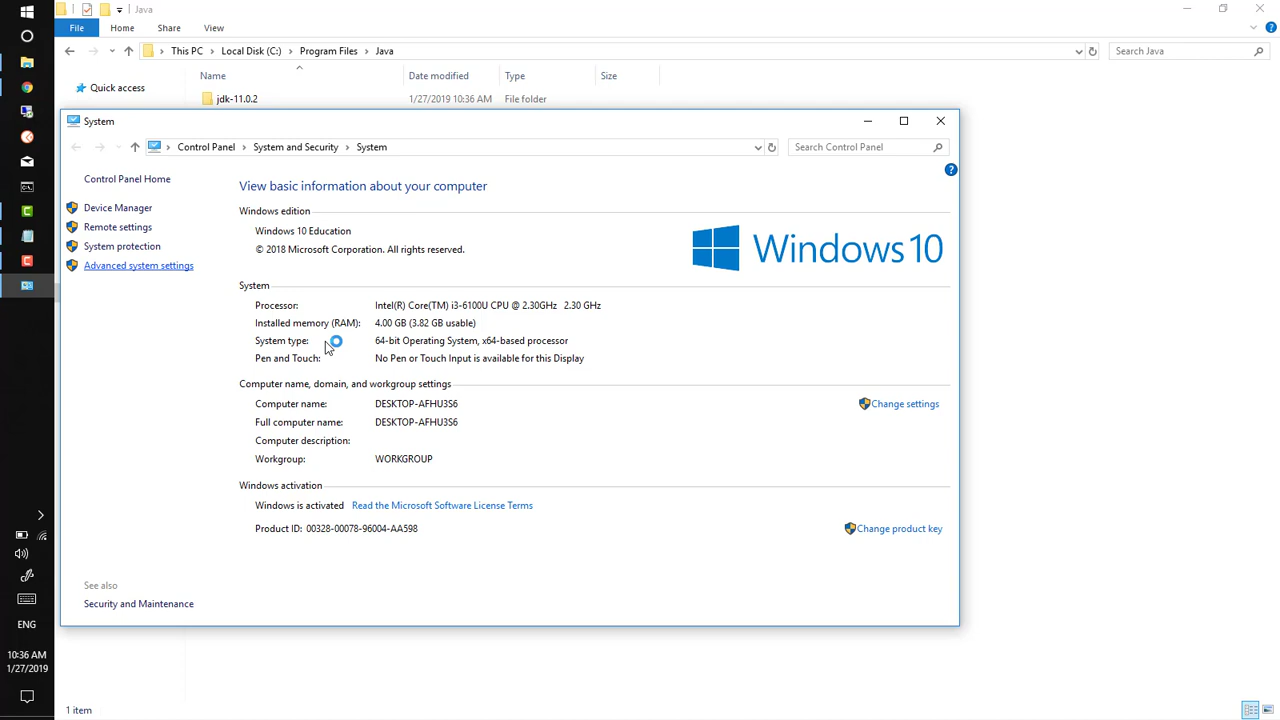 Java
File Home Share View
This PC > Local Disk (C:) > Program Files > Java
Search Java
Name Date modified Type Size
Quick access
jdk-11.0.2 1/27/2019 10:36 AM File folder
System
Control Panel > System and Security > System
Search Control Panel
Control Panel Home
Device Manager
Remote settings
System protection
Advanced system settings
See also
Security and Maintenance
View basic information about your computer
Windows edition
Windows 10 Education
© 2018 Microsoft Corporation. All rights reserved.
Windows 10
System
Processor: Intel(R) Core(TM) i3-6100U CPU @ 2.30GHz 2.30 GHz
Installed memory (RAM): 4.00 GB (3.82 GB usable)
System type: 64-bit Operating System, x64-based processor
Pen and Touch: No Pen or Touch Input is available for this Display
Computer name, domain, and workgroup settings
Computer name: DESKTOP-AFHU3S6
Change settings
Full computer name: DESKTOP-AFHU3S6
Computer description:
Workgroup: WORKGROUP
Windows activation
Windows is activated Read the Microsoft Software License Terms
Product ID: 00328-00078-96004-AA598
Change product key
ENG
10:36 AM
1/27/2019
1 item